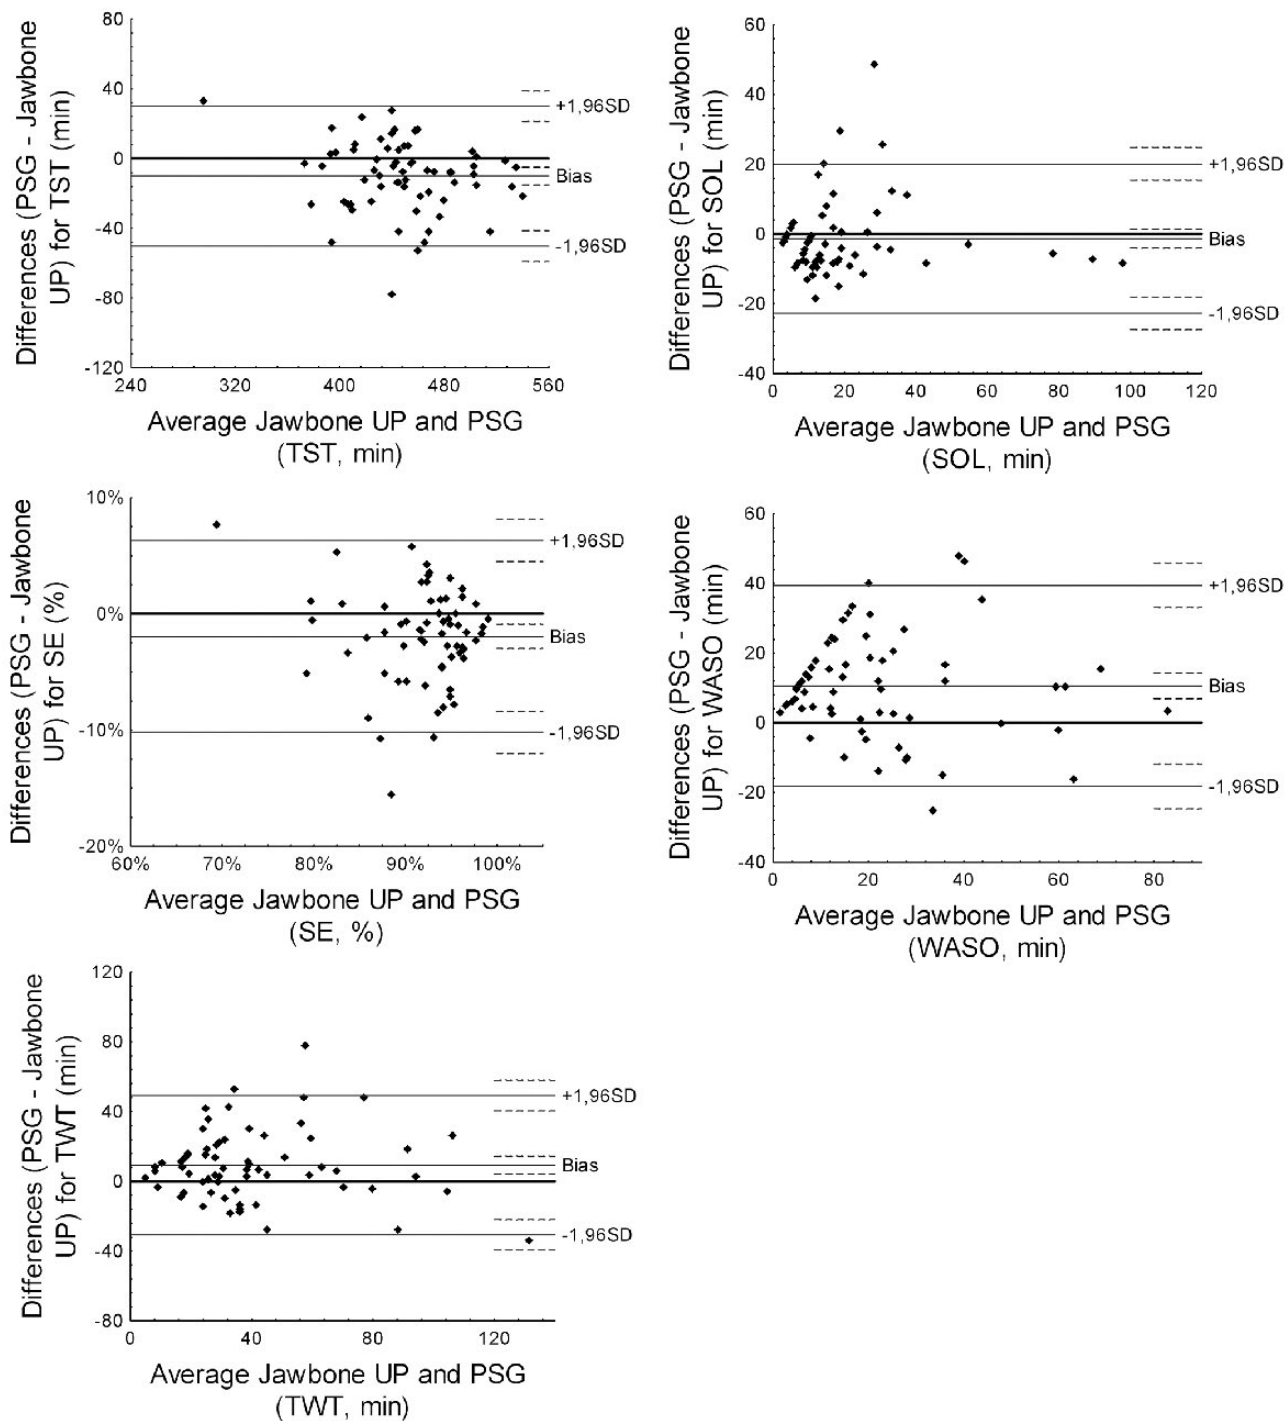 Differences (PSG - Jawbone
UP) for TST (min)
80
40
0
-40
-80
-120
+1,96SD
Bias
-1,96SD
240 320 400 480 560
Average Jawbone UP and PSG
(TST, min)
Differences (PSG - Jawbone
UP) for SOL (min)
60
40
20
0
-20
-40
+1,96SD
Bias
-1,96SD
0 20 40 60 80 100 120
Average Jawbone UP and PSG
(SOL, min)
Differences (PSG - Jawbone
UP) for SE (%)
10%
0%
-10%
-20%
+1,96SD
Bias
-1,96SD
60% 70% 80% 90% 100%
Average Jawbone UP and PSG
(SE, %)
Differences (PSG - Jawbone
UP) for WASO (min)
60
40
20
0
-20
-40
+1,96SD
Bias
-1,96SD
0 20 40 60 80
Average Jawbone UP and PSG
(WASO, min)
Differences (PSG - Jawbone
UP) for TWT (min)
120
80
40
0
-40
-80
+1,96SD
Bias
-1,96SD
0 40 80 120
Average Jawbone UP and PSG
(TWT, min)